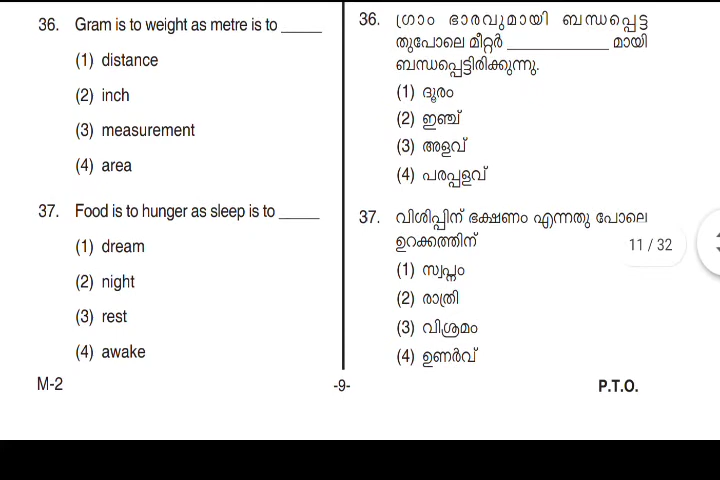 36. Gram is to weight as metre is to _____
(1) distance
(2) inch
(3) measurement
(4) area
37. Food is to hunger as sleep is to _____
(1) dream
(2) night
(3) rest
(4) awake
36. ഗ്രാം ഭാരവുമായി ബന്ധപ്പെട്ട
തുപോലെ മീറ്റർ _____________ മായി
ബന്ധപ്പെട്ടിരിക്കുന്നു.
(1) ദൂരം
(2) ഇഞ്ച്
(3) അളവ്
(4) പരപ്പളവ്
37. വിശപ്പിന് ഭക്ഷണം എന്നതു പോലെ
ഉറക്കത്തിന്
(1) സ്വപ്നം
(2) രാത്രി
(3) വിശ്രമം
(4) ഉണർവ്
11 / 32
M-2
-9-
P.T.O.